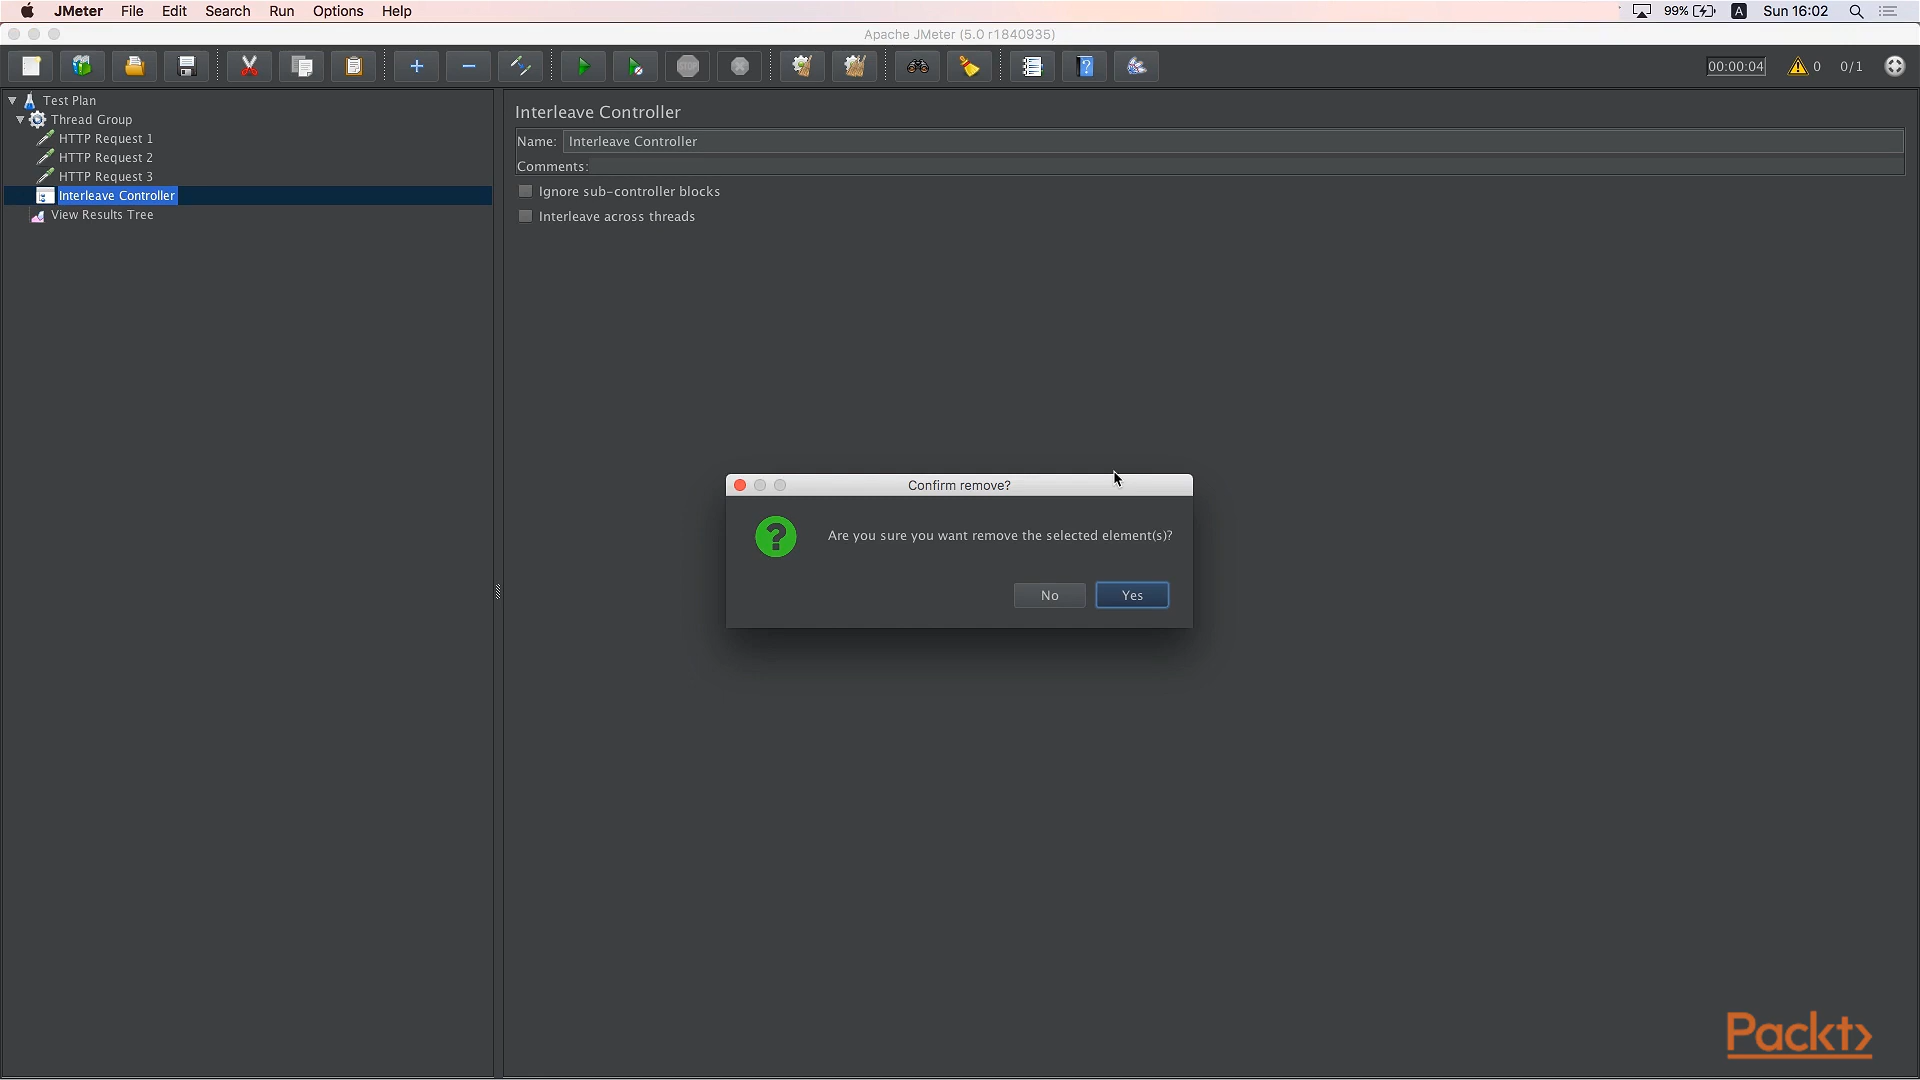 JMeter File Edit Search Run Options Help 99% A Sun 16:02
Apache JMeter (5.0 r1840935)
STOP 00:00:04 0 0/1
Test Plan
Thread Group
HTTP Request 1
HTTP Request 2
HTTP Request 3
Interleave Controller
View Results Tree
Interleave Controller
Name: Interleave Controller
Comments:
Ignore sub-controller blocks
Interleave across threads
Confirm remove?
Are you sure you want remove the selected element(s)?
No Yes
Packt>